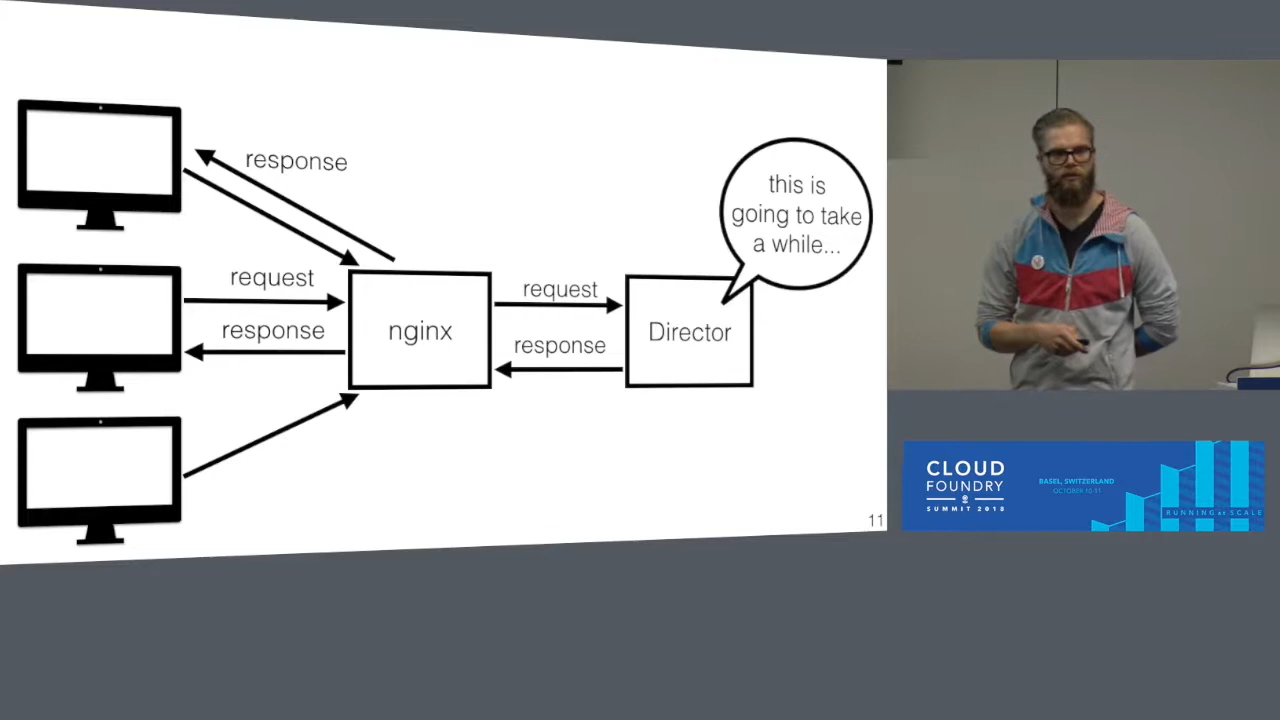 response
request
response
nginx
request
response
Director
this is
going to take
a while...
11
CLOUD
FOUNDRY
SUMMIT 2018
BASEL, SWITZERLAND
OCTOBER 10-11
RUNNING AT SCALE